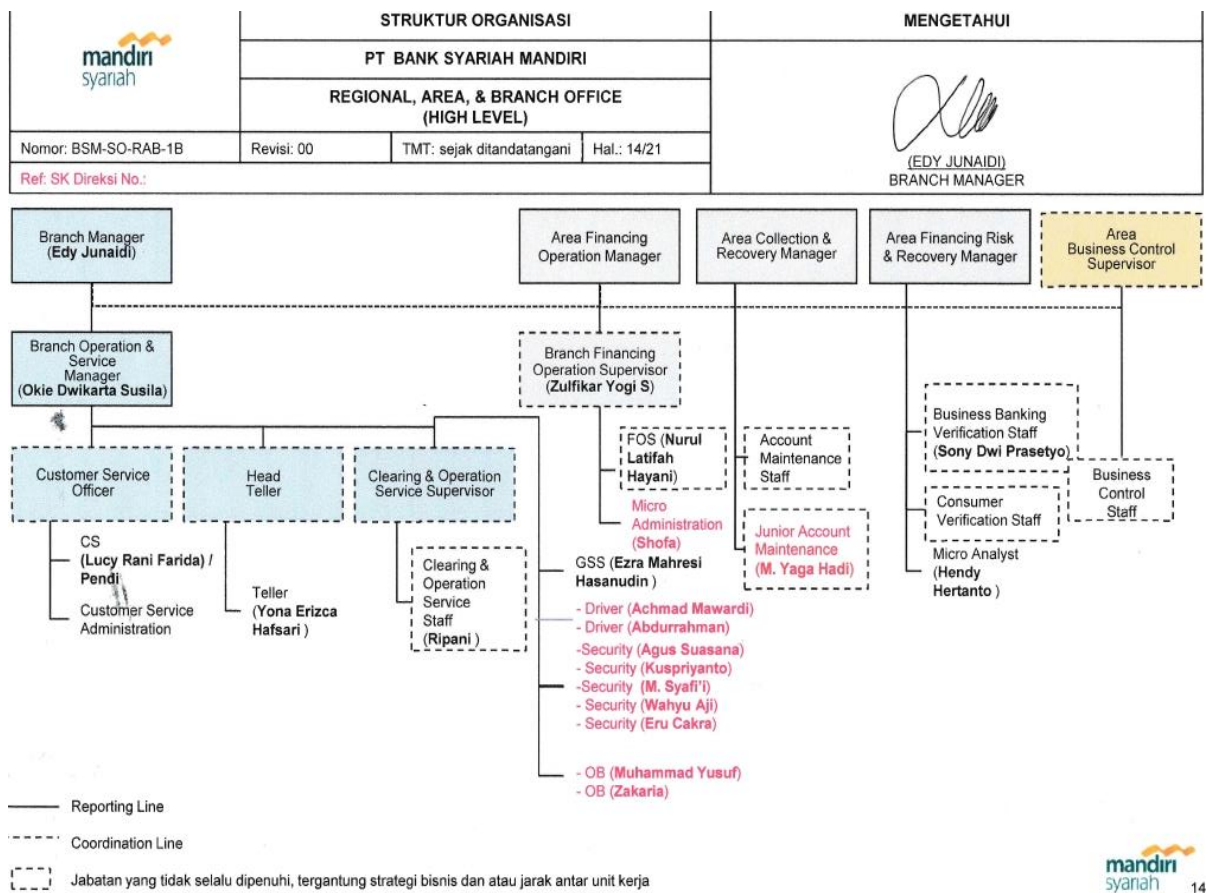 mandiri
syariah
STRUKTUR ORGANISASI
PT BANK SYARIAH MANDIRI
REGIONAL, AREA, & BRANCH OFFICE
(HIGH LEVEL)
Nomor: BSM-SO-RAB-1B
Revisi: 00
TMT: sejak ditandatangani
Hal.: 14/21
Ref: SK Direksi No.:
MENGETAHUI
(EDY JUNAIDI)
BRANCH MANAGER
Branch Manager
(Edy Junaidi)
Area Financing
Operation Manager
Area Collection &
Recovery Manager
Area Financing Risk
& Recovery Manager
Area
Business Control
Supervisor
Branch Operation &
Service
Manager
(Okie Dwikarta Susila)
Branch Financing
Operation Supervisor
(Zulfikar Yogi S)
Customer Service
Officer
Head
Teller
Clearing & Operation
Service Supervisor
FOS (Nurul
Latifah
Hayani)
Micro
Administration
(Shofa)
Account
Maintenance
Staff
Junior Account
Maintenance
(M. Yaga Hadi)
Business Banking
Verification Staff
(Sony Dwi Prasetyo)
Consumer
Verification Staff
Micro Analyst
(Hendy
Hertanto )
Business
Control
Staff
CS
(Lucy Rani Farida) /
Pendi
Customer Service
Administration
Teller
(Yona Erizca
Hafsari )
Clearing &
Operation
Service
Staff
(Ripani )
GSS (Ezra Mahresi
Hasanudin )
- Driver (Achmad Mawardi)
- Driver (Abdurrahman)
-Security (Agus Suasana)
- Security (Kuspriyanto)
-Security (M. Syafi'i)
- Security (Wahyu Aji)
- Security (Eru Cakra)
- OB (Muhammad Yusuf)
- OB (Zakaria)
Reporting Line
Coordination Line
Jabatan yang tidak selalu dipenuhi, tergantung strategi bisnis dan atau jarak antar unit kerja
mandiri
syariah
14